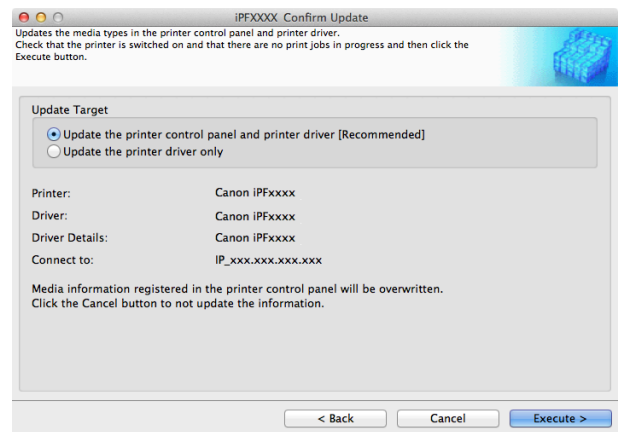 iPFXXXX Confirm Update
Updates the media types in the printer control panel and printer driver.
Check that the printer is switched on and that there are no print jobs in progress and then click the
Execute button.
Update Target
Update the printer control panel and printer driver [Recommended]
Update the printer driver only
Printer: Canon iPFxxxx
Driver: Canon iPFxxxx
Driver Details: Canon iPFxxxx
Connect to: IP_xxx.xxx.xxx.xxx
Media information registered in the printer control panel will be overwritten.
Click the Cancel button to not update the information.
< Back Cancel Execute >